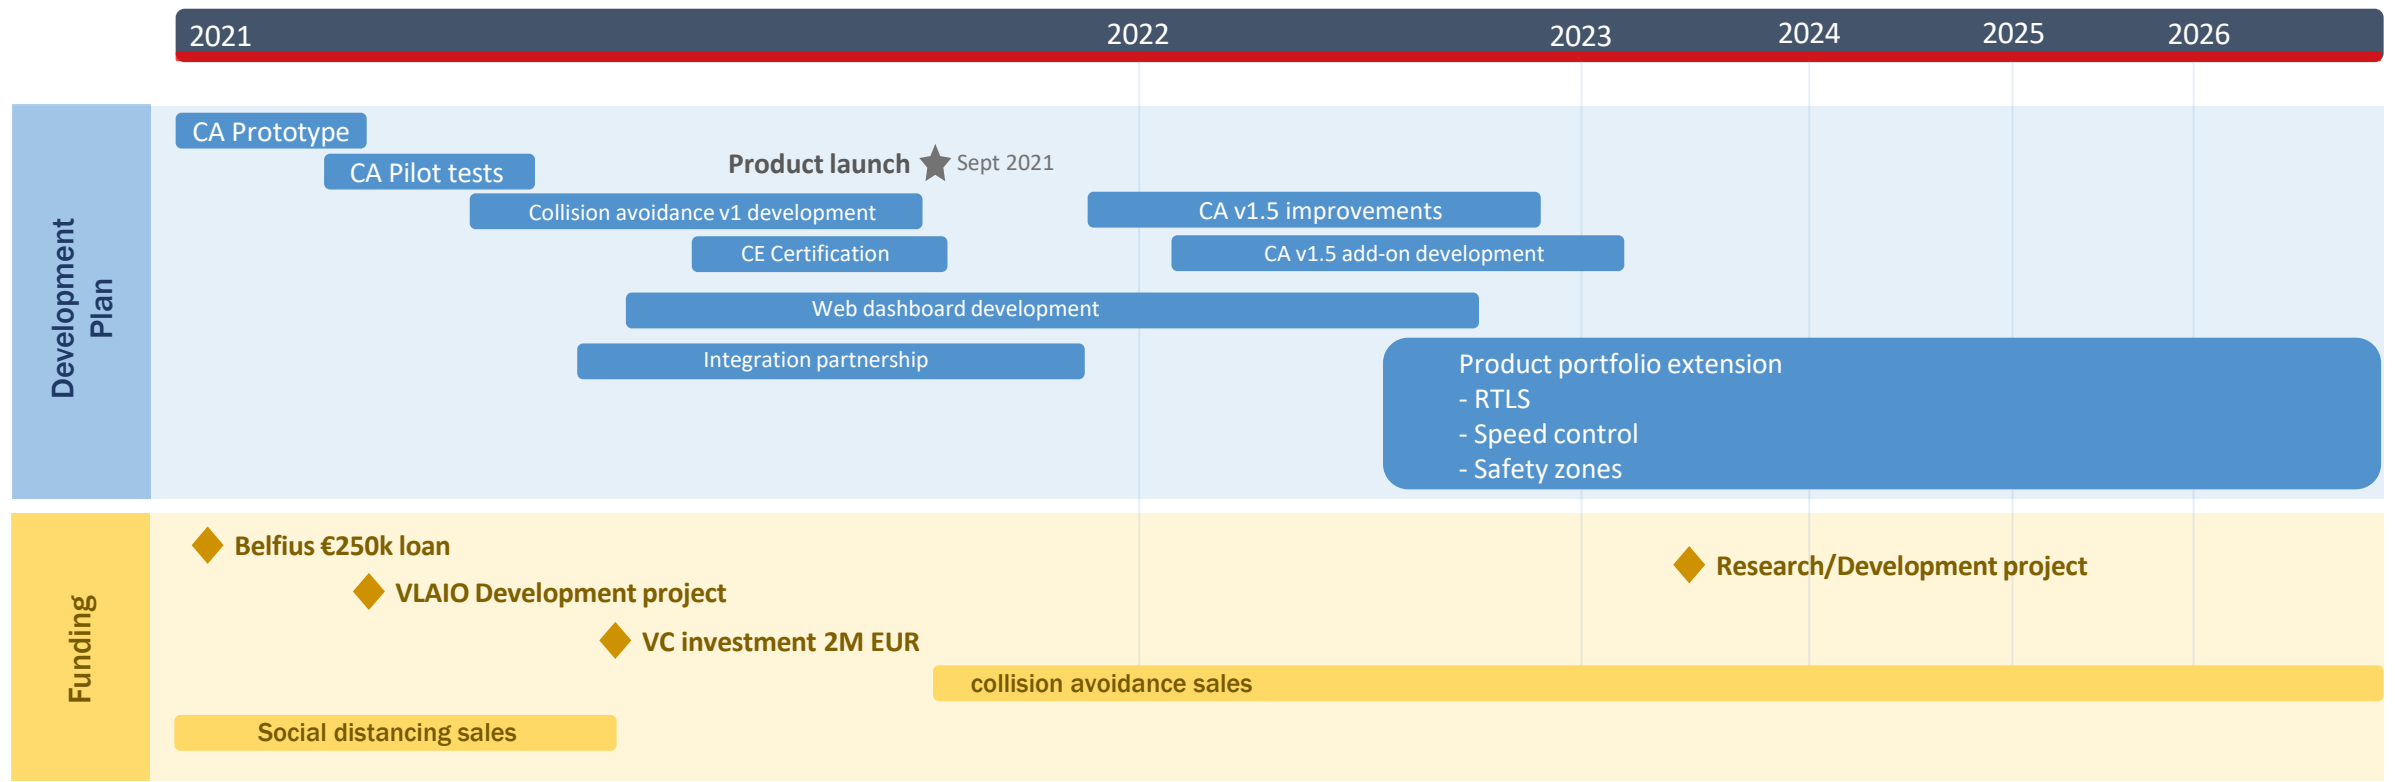 2021 2022 2023 2024 2025 2026
Development
Plan
CA Prototype
CA Pilot tests
Product launch
Sept 2021
Collision avoidance v1 development
CA v1.5 improvements
CE Certification
CA v1.5 add-on development
Web dashboard development
Integration partnership
Product portfolio extension
- RTLS
- Speed control
- Safety zones
Funding
Belfius €250k loan
Research/Development project
VLAIO Development project
VC investment 2M EUR
collision avoidance sales
Social distancing sales